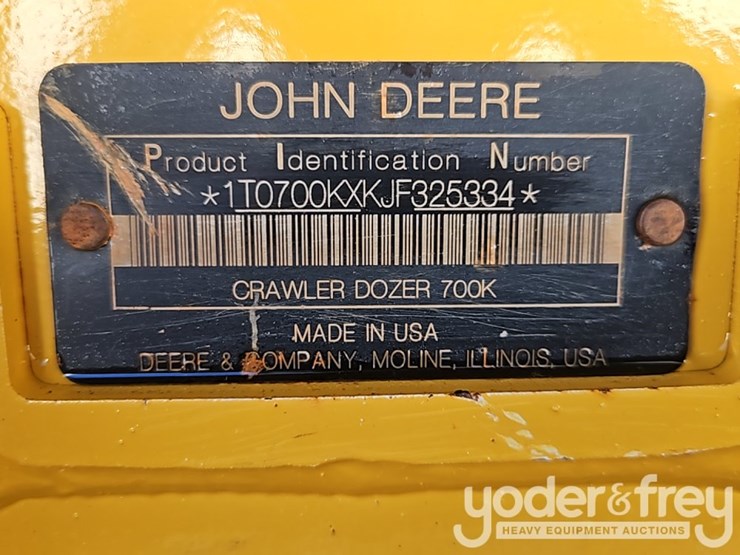 JOHN DEERE
Product Identification Number
*1T0700KXKJF325334*
CRAWLER DOZER 700K
MADE IN USA
DEERE & COMPANY, MOLINE, ILLINOIS, USA
yoder&frey
HEAVY EQUIPMENT AUCTIONS